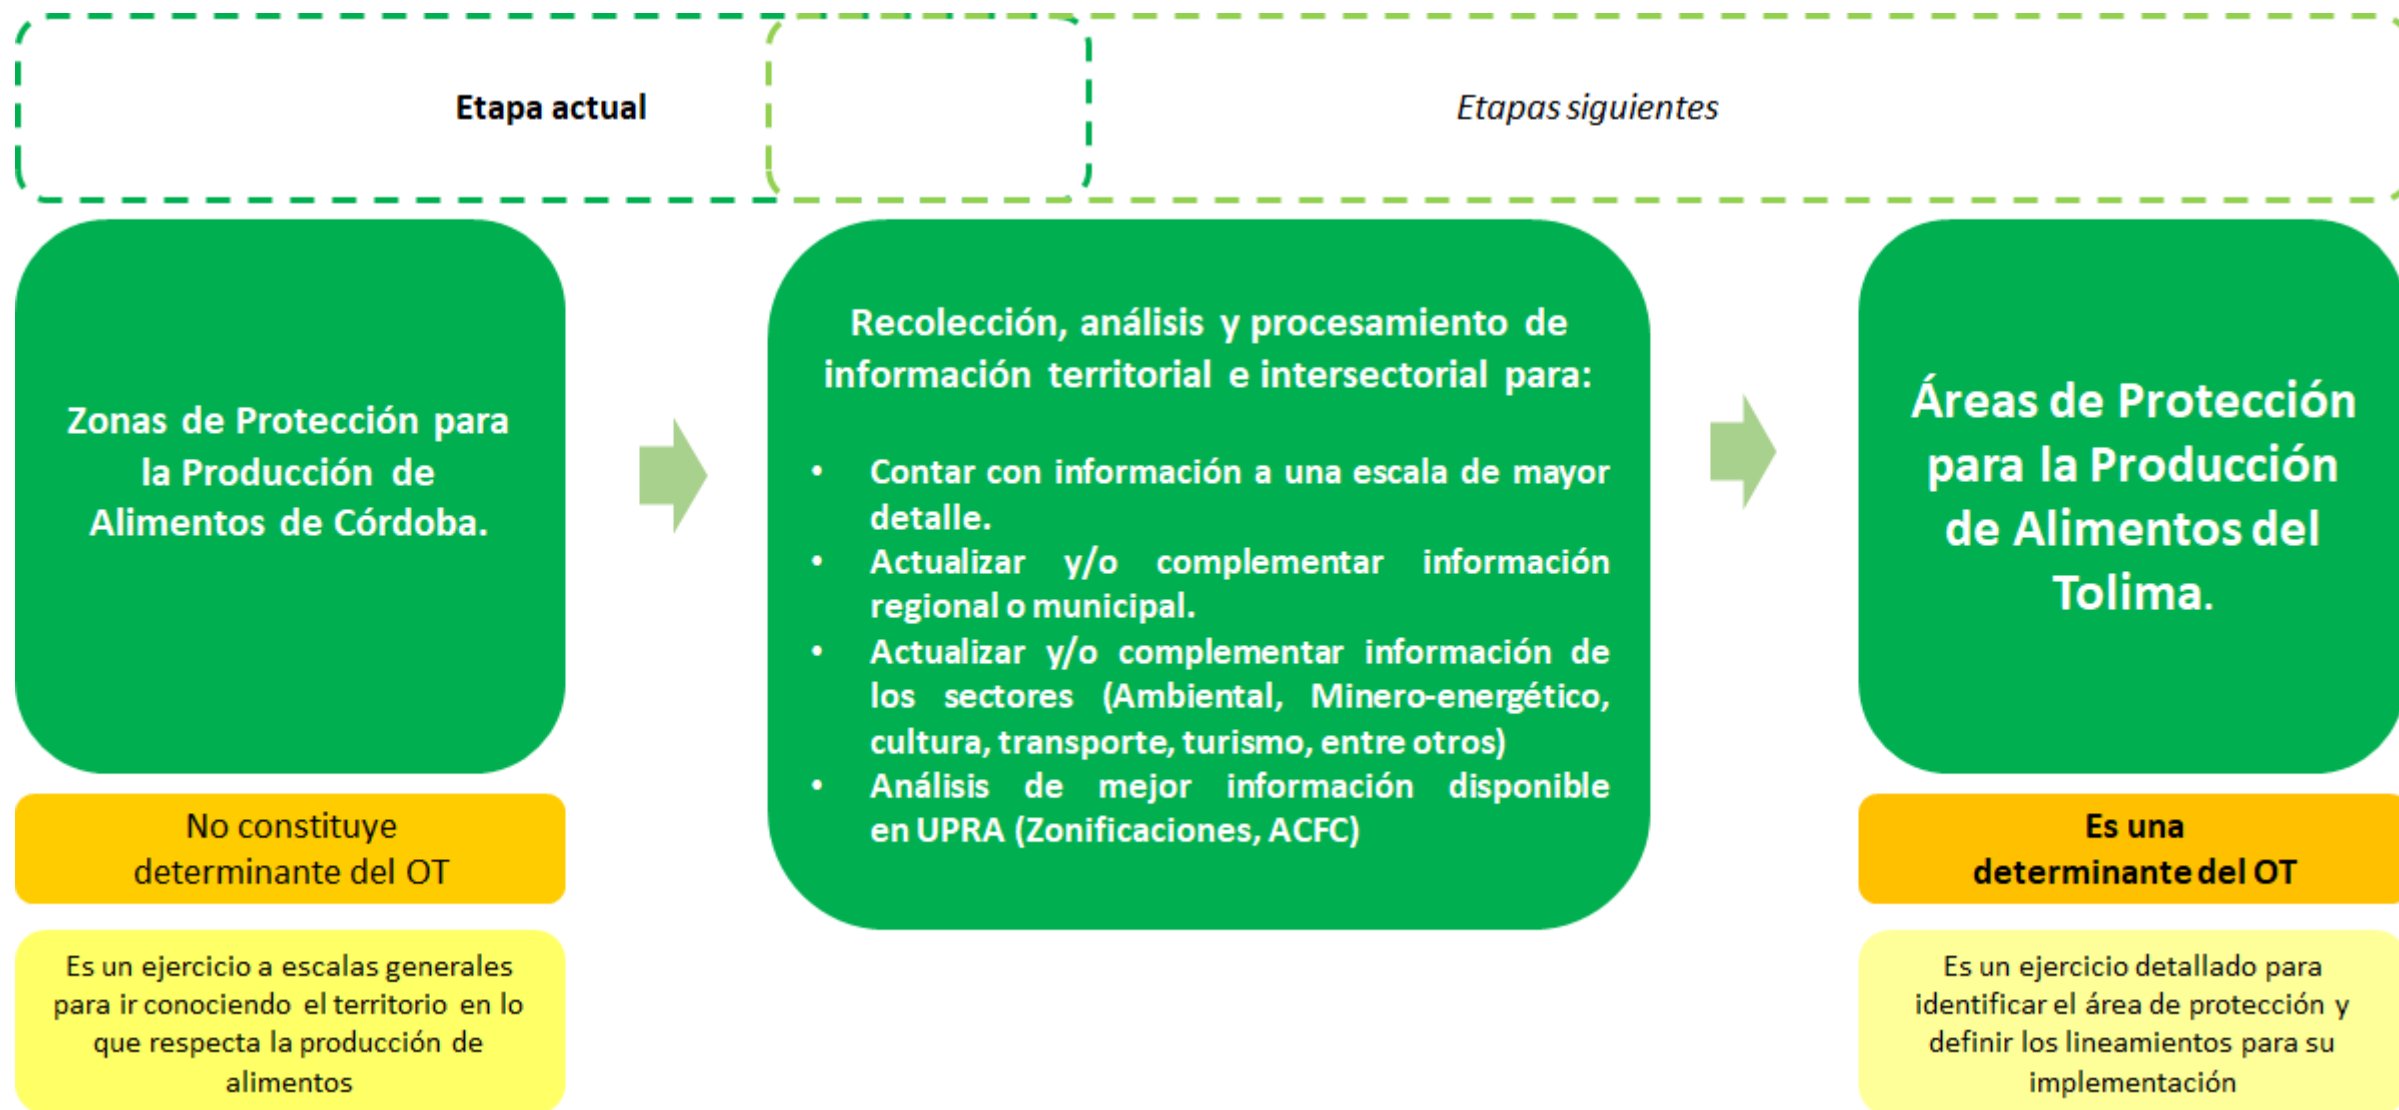 Etapa actual
Etapas siguientes
Zonas de Protección para
la Producción de
Alimentos de Córdoba.
No constituye
determinante del OT
Es un ejercicio a escalas generales
para ir conociendo el territorio en lo
que respecta la producción de
alimentos
Recolección, análisis y procesamiento de
información territorial e intersectorial para:
• Contar con información a una escala de mayor
detalle.
• Actualizar y/o complementar información
regional o municipal.
• Actualizar y/o complementar información de
los sectores (Ambiental, Minero-energético,
cultura, transporte, turismo, entre otros)
• Análisis de mejor información disponible
en UPRA (Zonificaciones, ACFC)
Áreas de Protección
para la Producción
de Alimentos del
Tolima.
Es una
determinante del OT
Es un ejercicio detallado para
identificar el área de protección y
definir los lineamientos para su
implementación